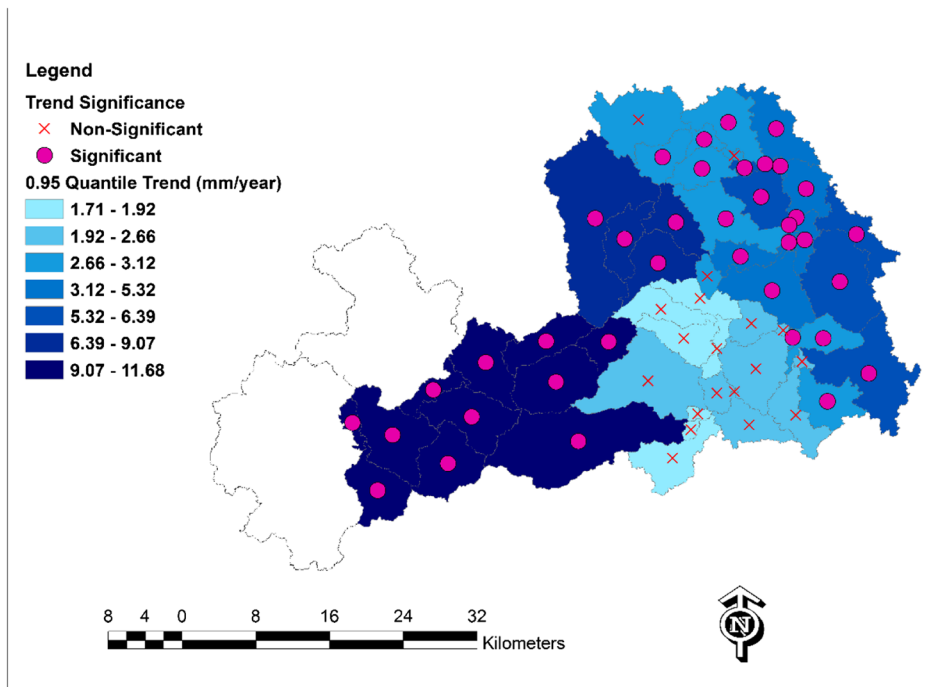 Legend
Trend Significance
Non-Significant
Significant
0.95 Quantile Trend (mm/year)
1.71 - 1.92
1.92 - 2.66
2.66 - 3.12
3.12 - 5.32
5.32 - 6.39
6.39 - 9.07
9.07 - 11.68
8 4 0 8 16 24 32
Kilometers
N